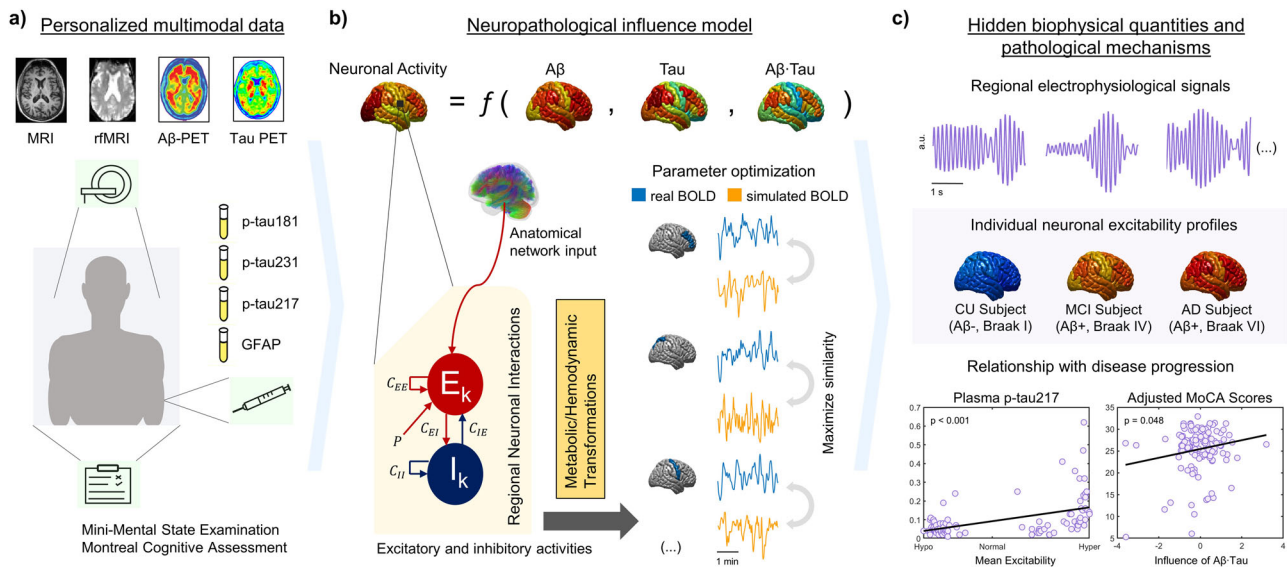 a) Personalized multimodal data
MRI
rfMRI
Aβ-PET
Tau PET
p-tau181
p-tau231
p-tau217
GFAP
Mini-Mental State Examination
Montreal Cognitive Assessment
b) Neuropathological influence model
Neuronal Activity
Aβ
Tau
Aβ·Tau
= f ( , , )
Anatomical
network input
Parameter optimization
real BOLD
simulated BOLD
E_k
I_k
C_EE
C_EI
C_IE
C_II
P
Regional Neuronal Interactions
Metabolic/Hemodynamic
Transformations
Excitatory and inhibitory activities
Maximize similarity
(...)
1 min
c) Hidden biophysical quantities and
pathological mechanisms
Regional electrophysiological signals
a.u.
1 s
(...)
Individual neuronal excitability profiles
CU Subject
(Aβ-, Braak I)
MCI Subject
(Aβ+, Braak IV)
AD Subject
(Aβ+, Braak VI)
Relationship with disease progression
Plasma p-tau217
p < 0.001
0.7
0.6
0.5
0.4
0.3
0.2
0.1
0
Hypo
Normal
Hyper
Mean Excitability
Adjusted MoCA Scores
p = 0.048
35
30
25
20
15
10
5
-4
-2
0
2
4
Influence of Aβ·Tau